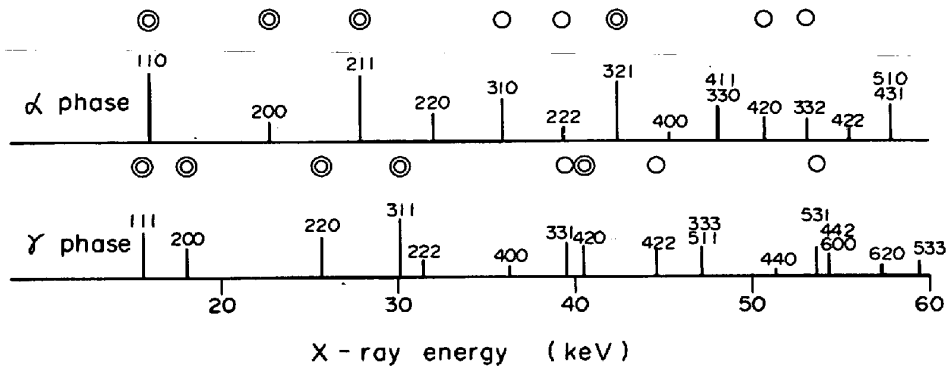 110 200 211 220 310 222 321 400 411 330 420 332 422 510 431
α phase
111 200 220 311 222 400 331 420 422 333 511 440 531 442 600 620 533
γ phase
20 30 40 50 60
X-ray energy (keV)